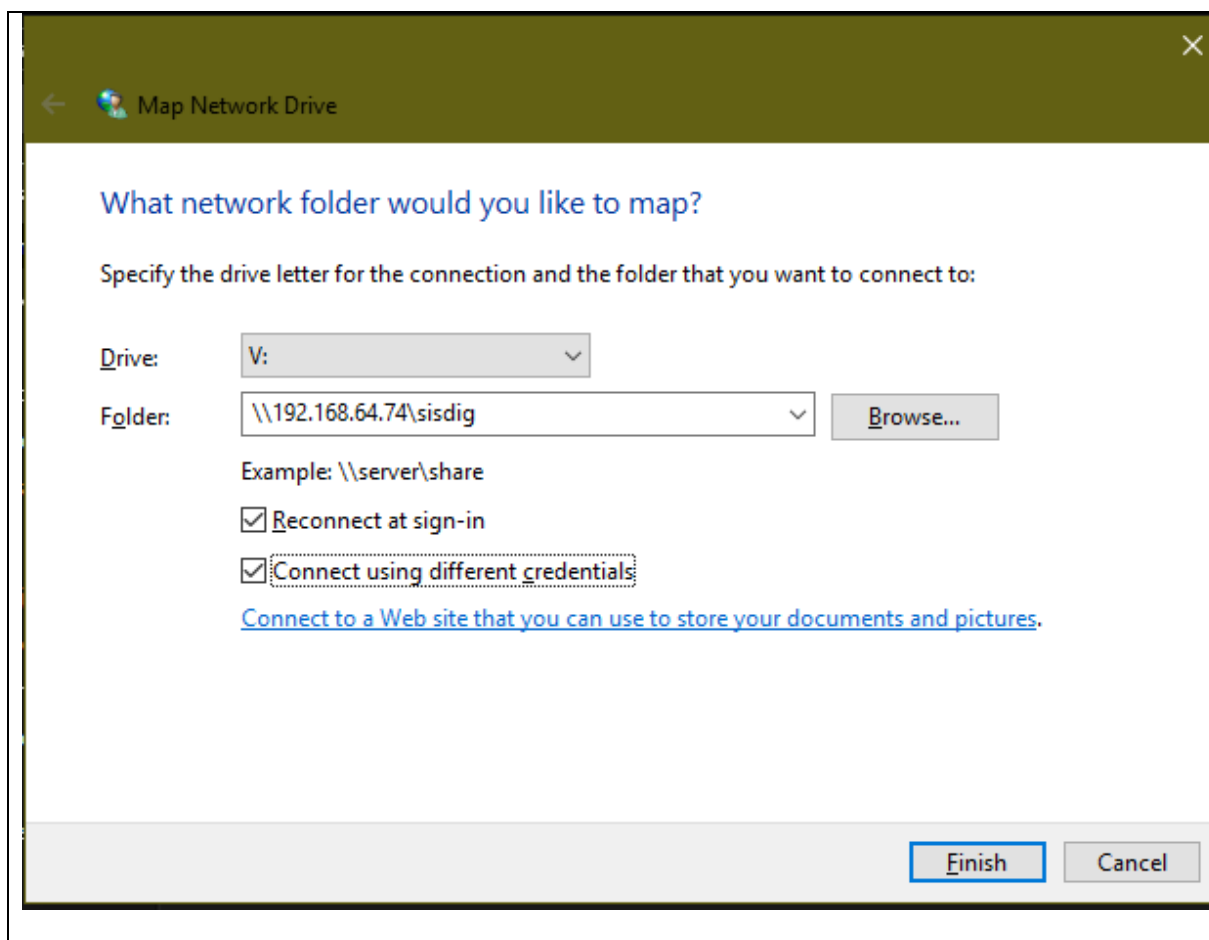 Map Network Drive
What network folder would you like to map?
Specify the drive letter for the connection and the folder that you want to connect to:
Drive: V:
Folder: \\192.168.64.74\sisdig Browse...
Example: \\server\share
Reconnect at sign-in
Connect using different credentials
Connect to a Web site that you can use to store your documents and pictures.
Finish Cancel